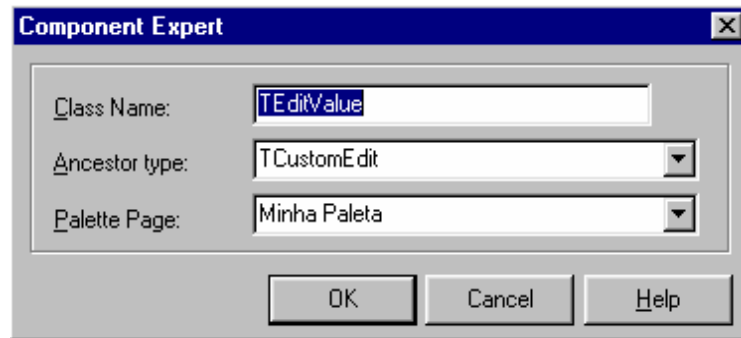 Component Expert
Class Name: TEditValue
Ancestor type: TCustomEdit
Palette Page: Minha Paleta
OK Cancel Help